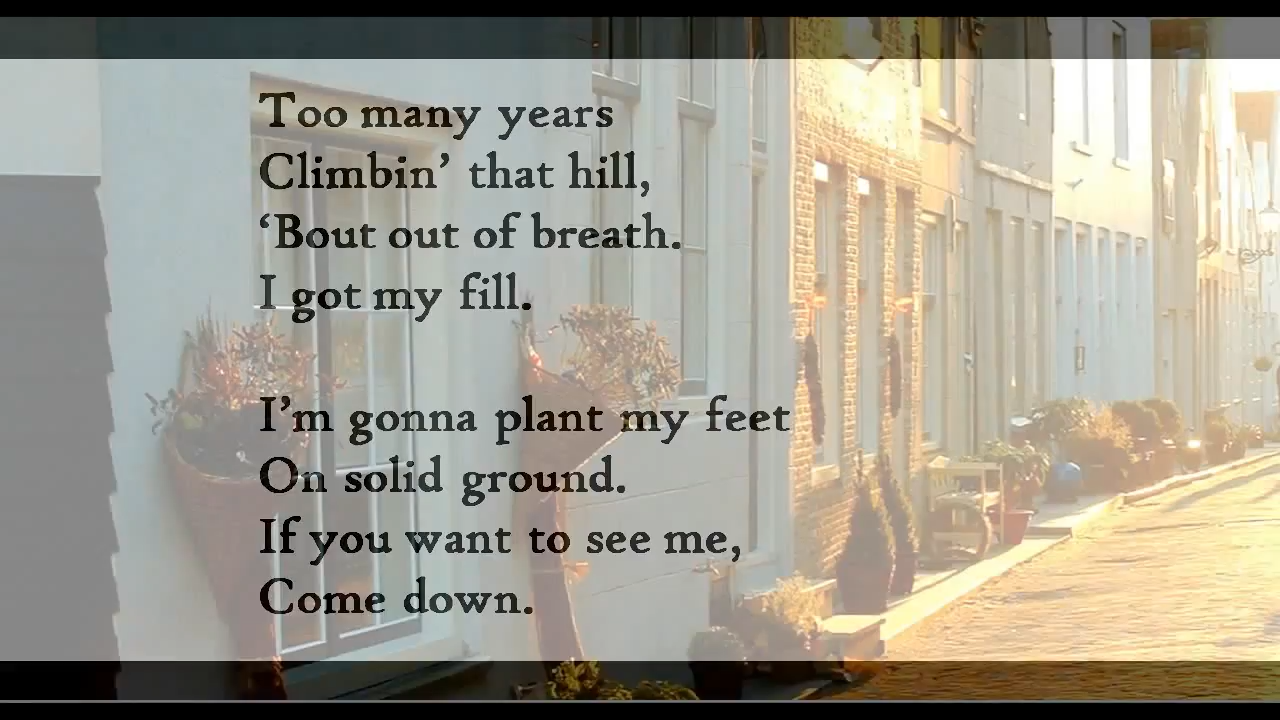 Too many years
Climbin’ that hill,
‘Bout out of breath.
I got my fill.
I’m gonna plant my feet
On solid ground.
If you want to see me,
Come down.